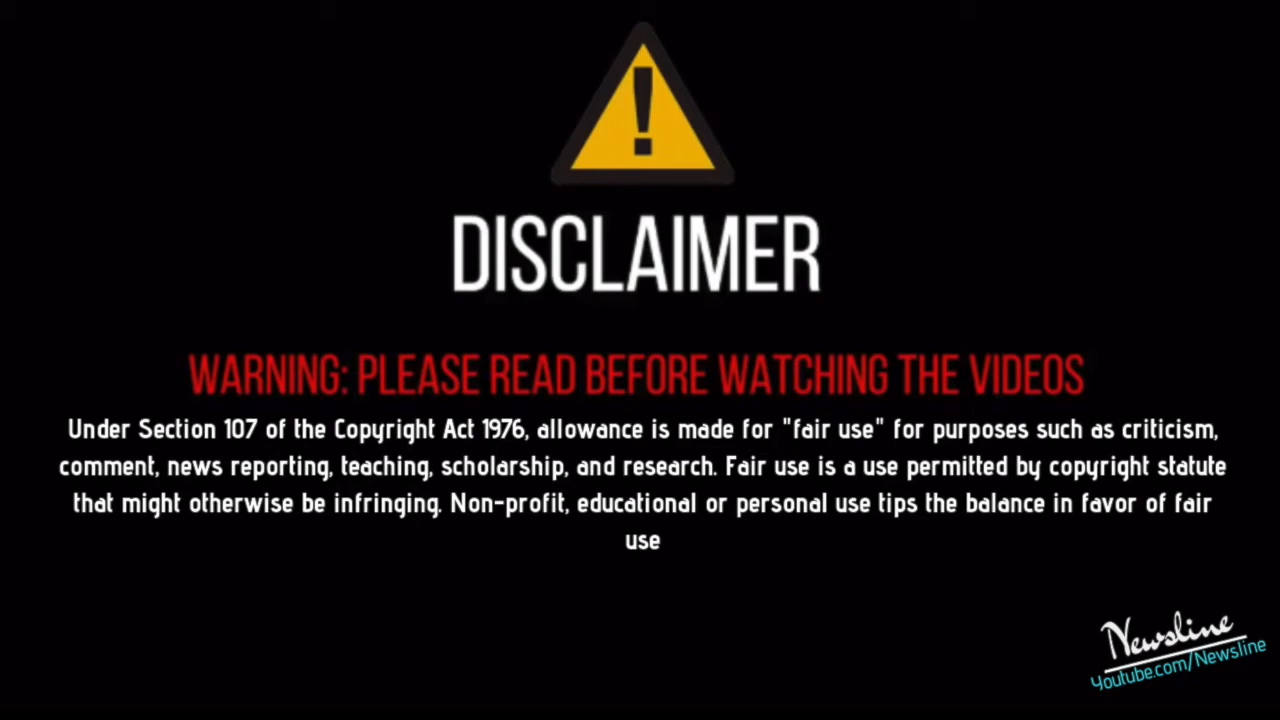 DISCLAIMER
WARNING: PLEASE READ BEFORE WATCHING THE VIDEOS
Under Section 107 of the Copyright Act 1976, allowance is made for "fair use" for purposes such as criticism,
comment, news reporting, teaching, scholarship, and research. Fair use is a use permitted by copyright statute
that might otherwise be infringing. Non-profit, educational or personal use tips the balance in favor of fair
use
Newsline
Youtube.com/Newsline